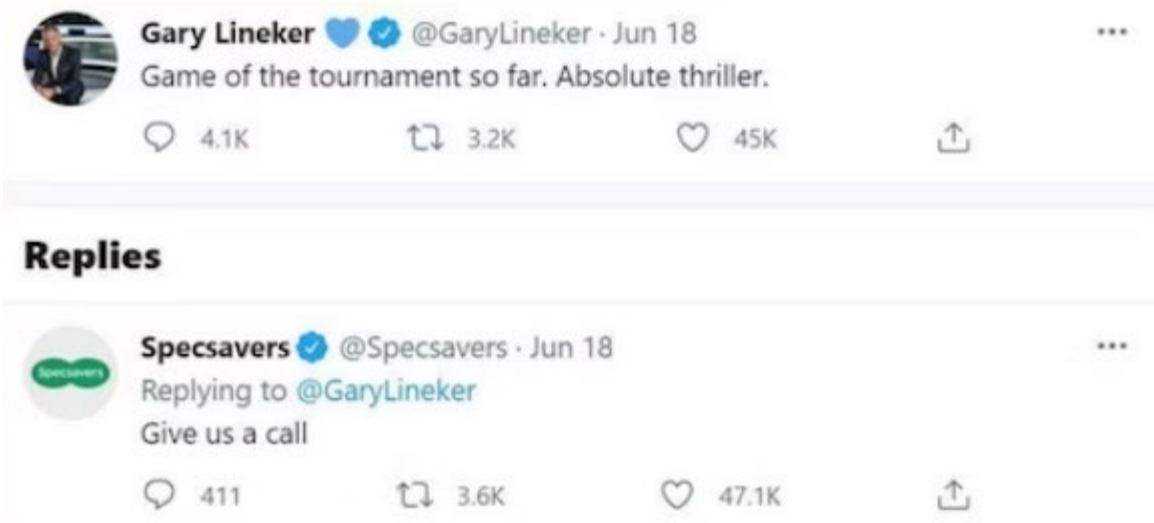 Gary Lineker 💙 @GaryLineker · Jun 18
Game of the tournament so far. Absolute thriller.
4.1K 3.2K 45K
Replies
Specsavers @Specsavers · Jun 18
Specsavers
Replying to @GaryLineker
Give us a call
411 3.6K 47.1K